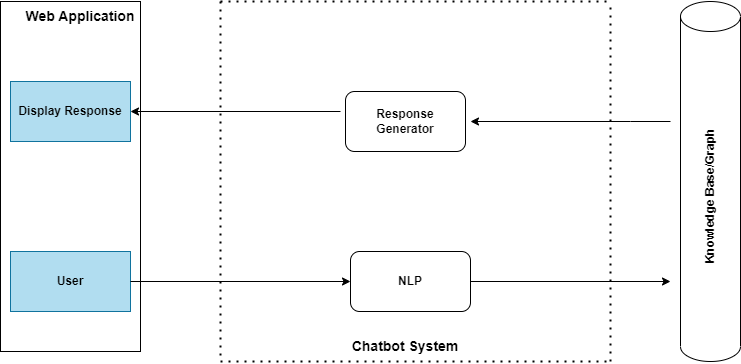 Web Application
Display Response
Response
Generator
Knowledge Base/Graph
User
NLP
Chatbot System